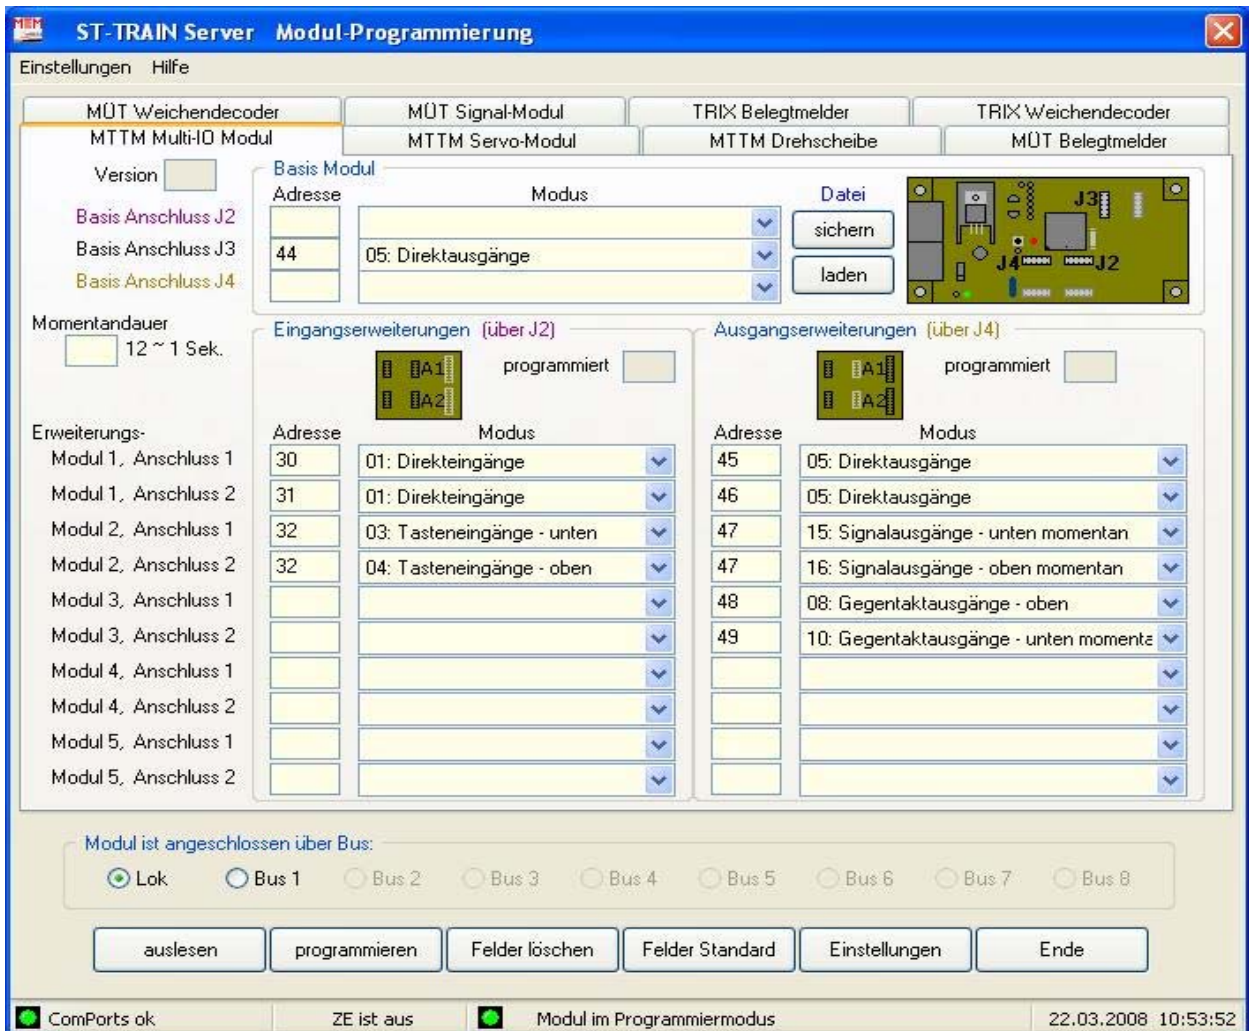 MEM ST-TRAIN Server Modul-Programmierung
Einstellungen Hilfe
MÜT Weichendecoder MÜT Signal-Modul TRIX Belegtmelder TRIX Weichendecoder
MTTM Multi-IO Modul MTTM Servo-Modul MTTM Drehscheibe MÜT Belegtmelder
Version Basis Modul
Adresse Modus Datei
Basis Anschluss J2 sichern
Basis Anschluss J3 44 05: Direktausgänge
Basis Anschluss J4 laden
J3 J4 J2
Momentandauer
12 ~ 1 Sek.
Eingangserweiterungen (über J2) Ausgangserweiterungen (über J4)
A1 programmiert A1 programmiert
A2 A2
Erweiterungs- Adresse Modus Adresse Modus
Modul 1, Anschluss 1 30 01: Direkteingänge 45 05: Direktausgänge
Modul 1, Anschluss 2 31 01: Direkteingänge 46 05: Direktausgänge
Modul 2, Anschluss 1 32 03: Tasteneingänge - unten 47 15: Signalausgänge - unten momentan
Modul 2, Anschluss 2 32 04: Tasteneingänge - oben 47 16: Signalausgänge - oben momentan
Modul 3, Anschluss 1 48 08: Gegentaktausgänge - oben
Modul 3, Anschluss 2 49 10: Gegentaktausgänge - unten momenta
Modul 4, Anschluss 1
Modul 4, Anschluss 2
Modul 5, Anschluss 1
Modul 5, Anschluss 2
Modul ist angeschlossen über Bus:
Lok Bus 1 Bus 2 Bus 3 Bus 4 Bus 5 Bus 6 Bus 7 Bus 8
auslesen programmieren Felder löschen Felder Standard Einstellungen Ende
ComPorts ok ZE ist aus Modul im Programmiermodus 22.03.2008 10:53:52